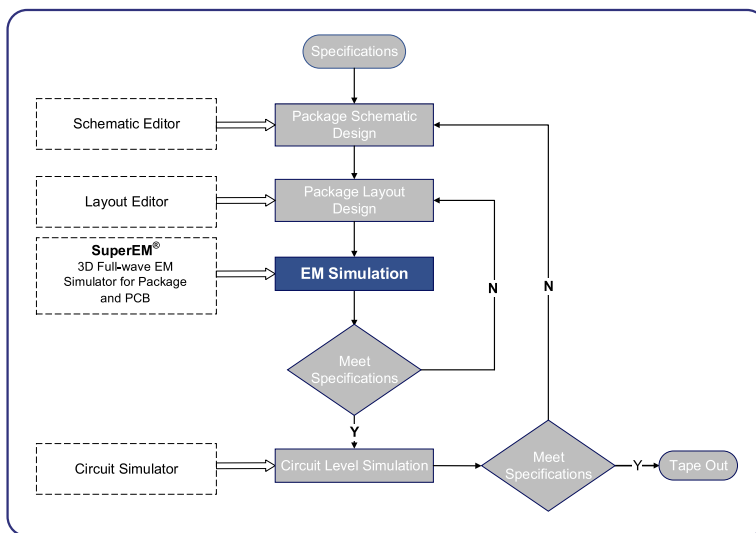 Specifications
Schematic Editor
Package Schematic
Design
Layout Editor
Package Layout
Design
SuperEM®
3D Full-wave EM
Simulator for Package
and PCB
EM Simulation
N
N
Meet
Specifications
Y
Circuit Simulator
Circuit Level Simulation
Meet
Specifications
Y
Tape Out